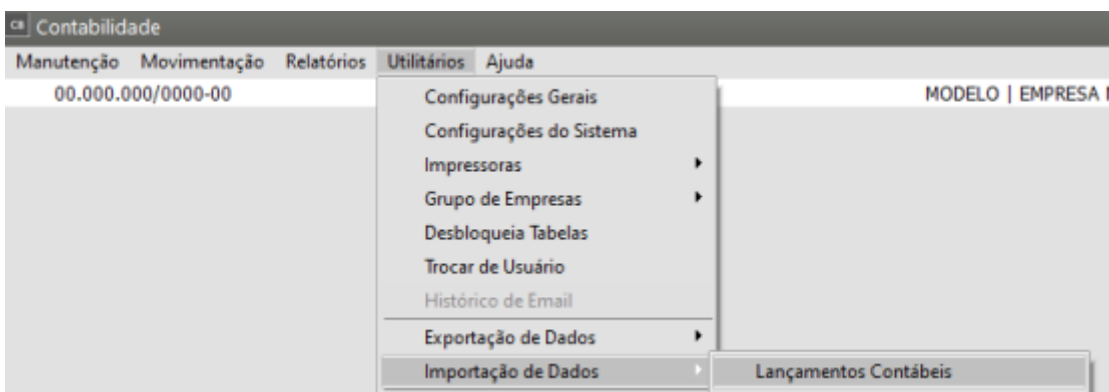 CB Contabilidade
Manutenção Movimentação Relatórios Utilitários Ajuda
00.000.000/0000-00 MODELO | EMPRESA
Configurações Gerais
Configurações do Sistema
Impressoras
Grupo de Empresas
Desbloqueia Tabelas
Trocar de Usuário
Histórico de Email
Exportação de Dados
Importação de Dados Lançamentos Contábeis